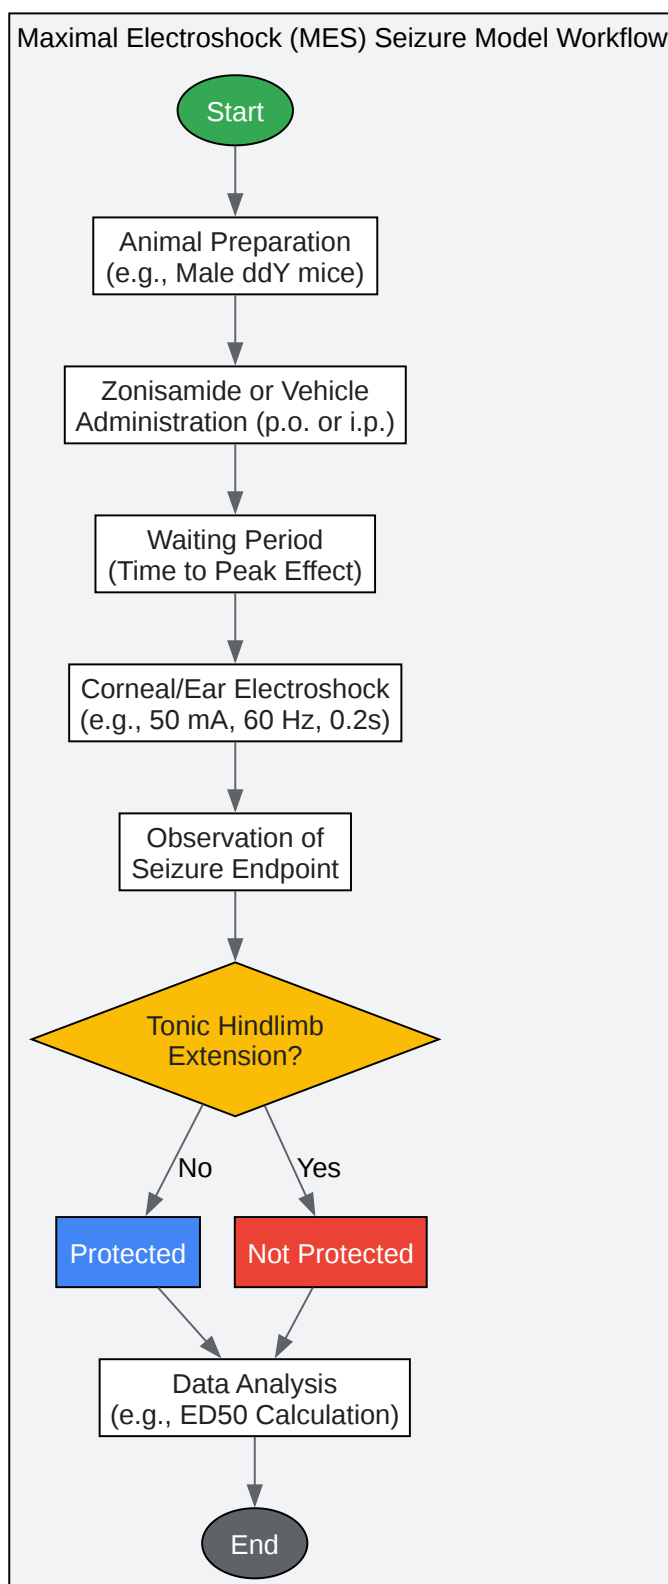 Maximal Electroshock (MES) Seizure Model Workflow
Start
Animal Preparation
(e.g., Male ddY mice)
Zonisamide or Vehicle
Administration (p.o. or i.p.)
Waiting Period
(Time to Peak Effect)
Corneal/Ear Electroshock
(e.g., 50 mA, 60 Hz, 0.2s)
Observation of
Seizure Endpoint
Tonic Hindlimb
Extension?
No
Yes
Protected
Not Protected
Data Analysis
(e.g., ED50 Calculation)
End